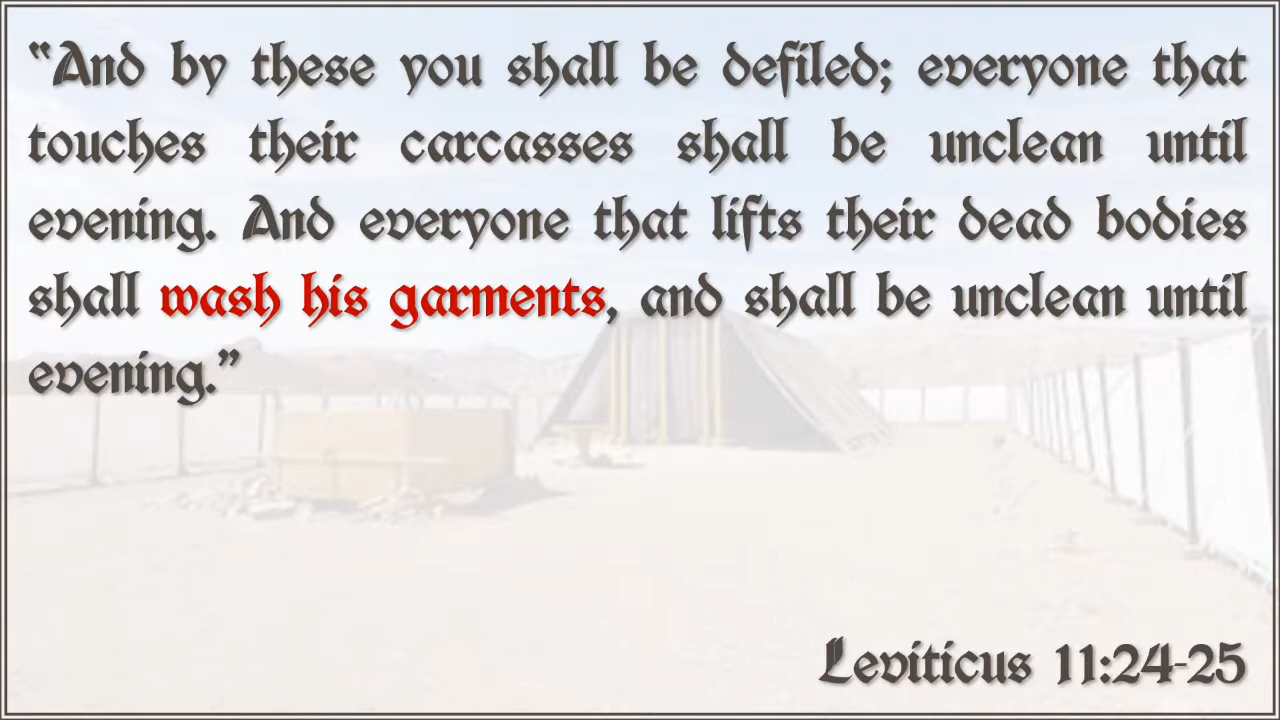 “And by these you shall be defiled; everyone that
touches their carcasses shall be unclean until
evening. And everyone that lifts their dead bodies
shall wash his garments, and shall be unclean until
evening.”
Leviticus 11:24-25